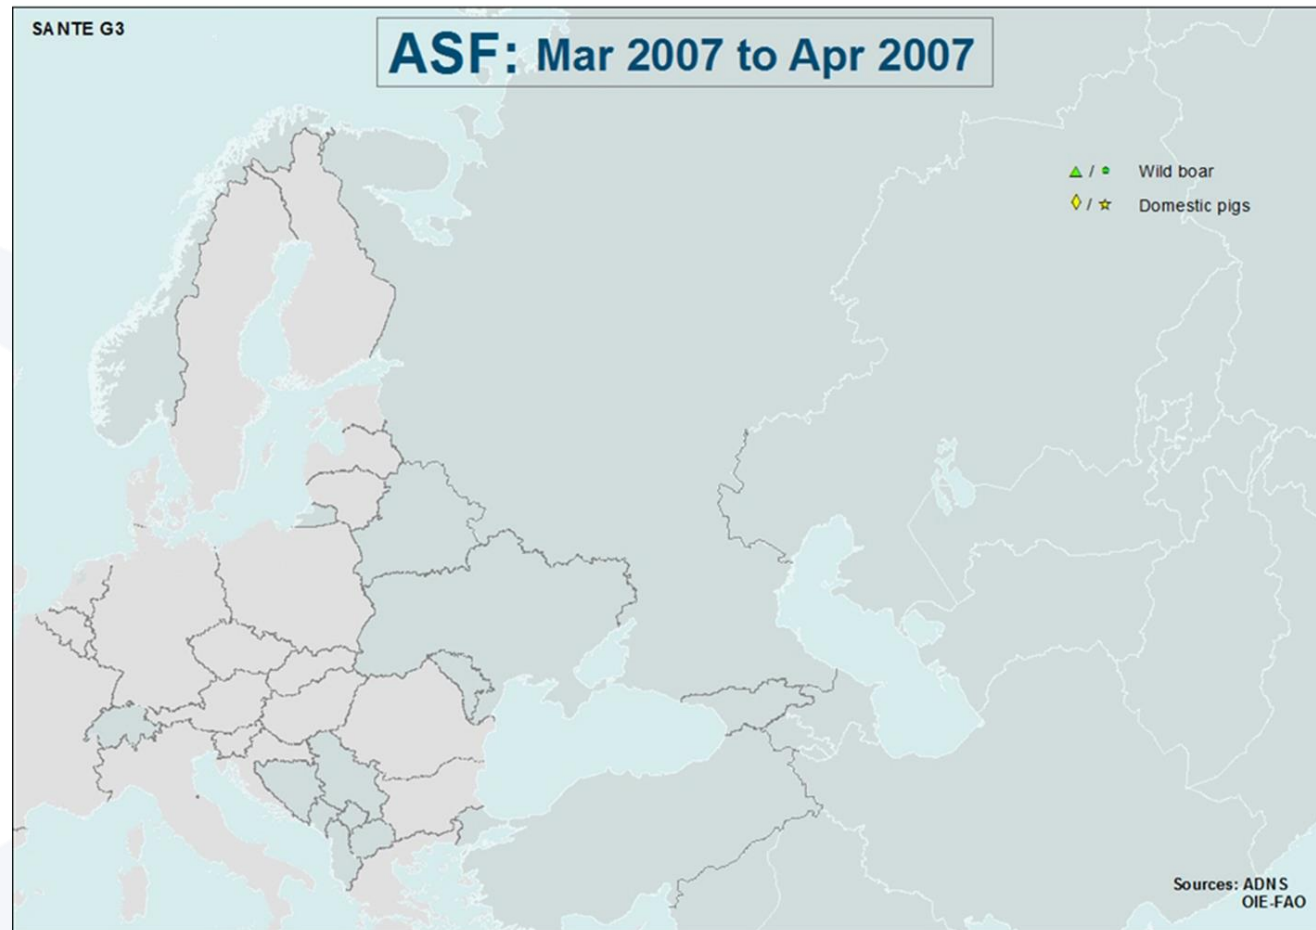 SANTE G3
ASF: Mar 2007 to Apr 2007
/ Wild boar
/ Domestic pigs
Sources: ADNS
OIE-FAO